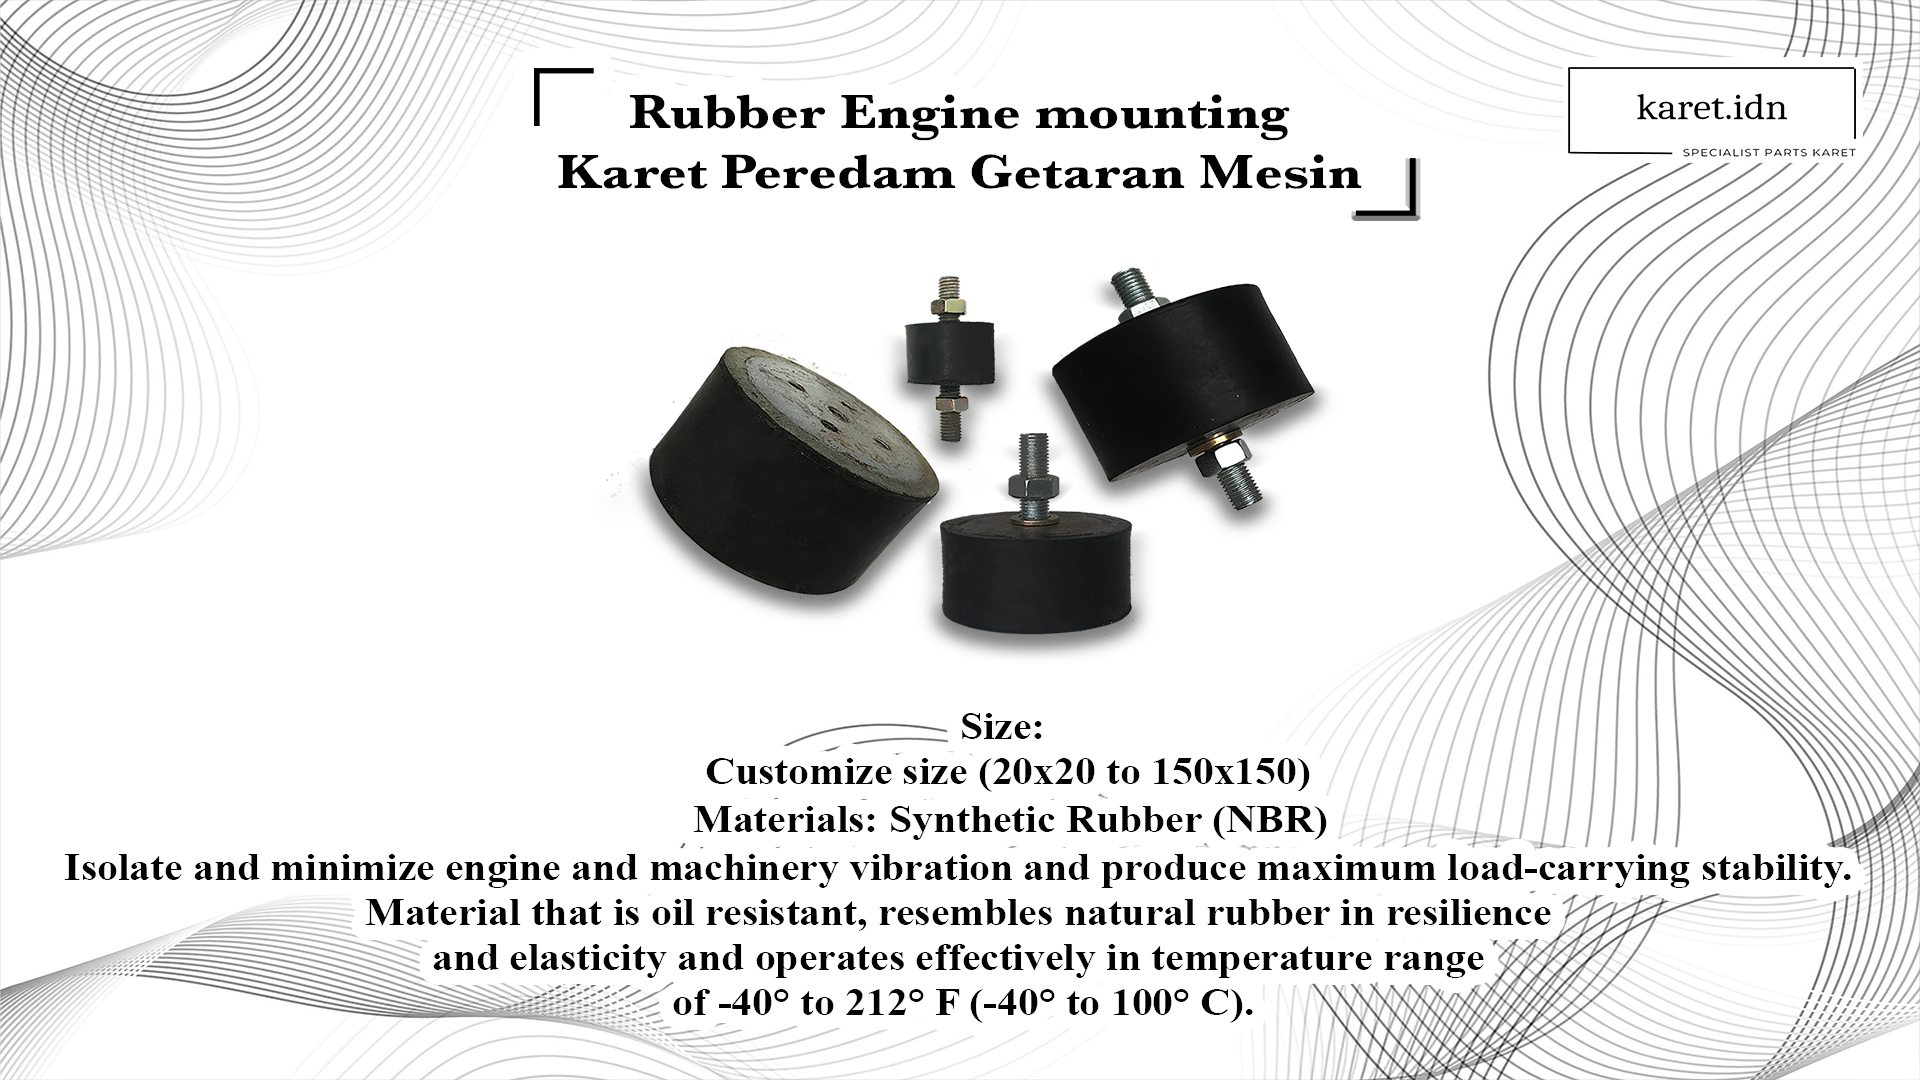 Rubber Engine mounting
Karet Peredam Getaran Mesin
karet.idn
SPECIALIST PARTS KARET
Size:
Customize size (20x20 to 150x150)
Materials: Synthetic Rubber (NBR)
Isolate and minimize engine and machinery vibration and produce maximum load-carrying stability.
Material that is oil resistant, resembles natural rubber in resilience
and elasticity and operates effectively in temperature range
of -40° to 212° F (-40° to 100° C).